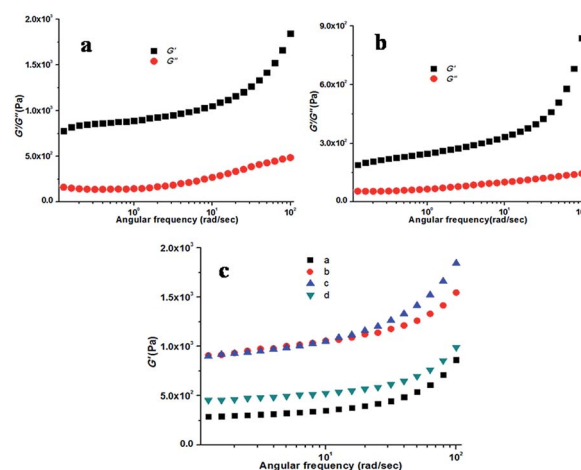 a
G'
G''
2.0x10³
1.5x10³
1.0x10³
5.0x10²
0.0
G'/G''(Pa)
10⁰ 10¹ 10²
Angular frequency (rad/sec)
b
G'
G''
9.0x10²
6.0x10²
3.0x10²
0.0
G'/G''(Pa)
10⁰ 10¹
Angular frequency(rad/sec)
c
a
b
c
d
2.0x10³
1.5x10³
1.0x10³
5.0x10²
0.0
G'(Pa)
10¹ 10²
Angular frequency (rad/sec)